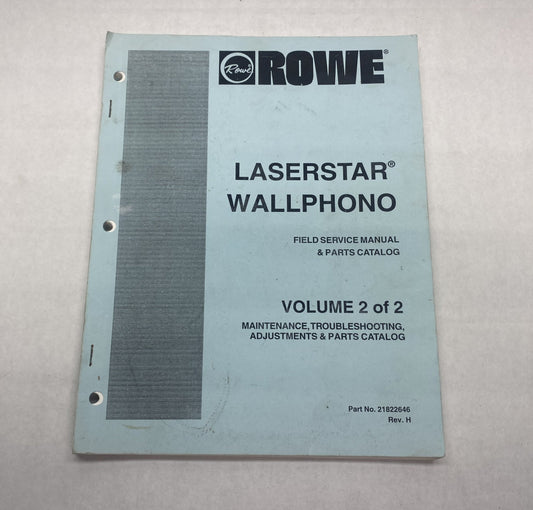 Rowe ROWE®
LASERSTAR®
WALLPHONO
FIELD SERVICE MANUAL
& PARTS CATALOG
VOLUME 2 of 2
MAINTENANCE, TROUBLESHOOTING,
ADJUSTMENTS & PARTS CATALOG
Part No. 21822646
Rev. H